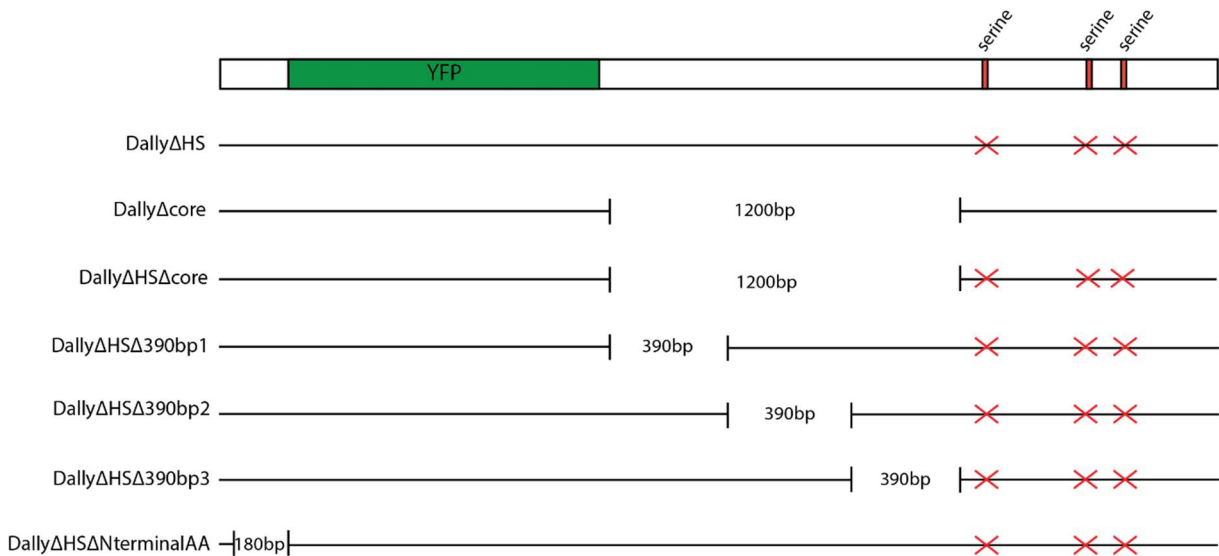 serine
serine
serine
YFP
DallyΔHS
DallyΔcore
1200bp
DallyΔHSΔcore
1200bp
DallyΔHSΔ390bp1
390bp
DallyΔHSΔ390bp2
390bp
DallyΔHSΔ390bp3
390bp
DallyΔHSΔNterminalAA
180bp